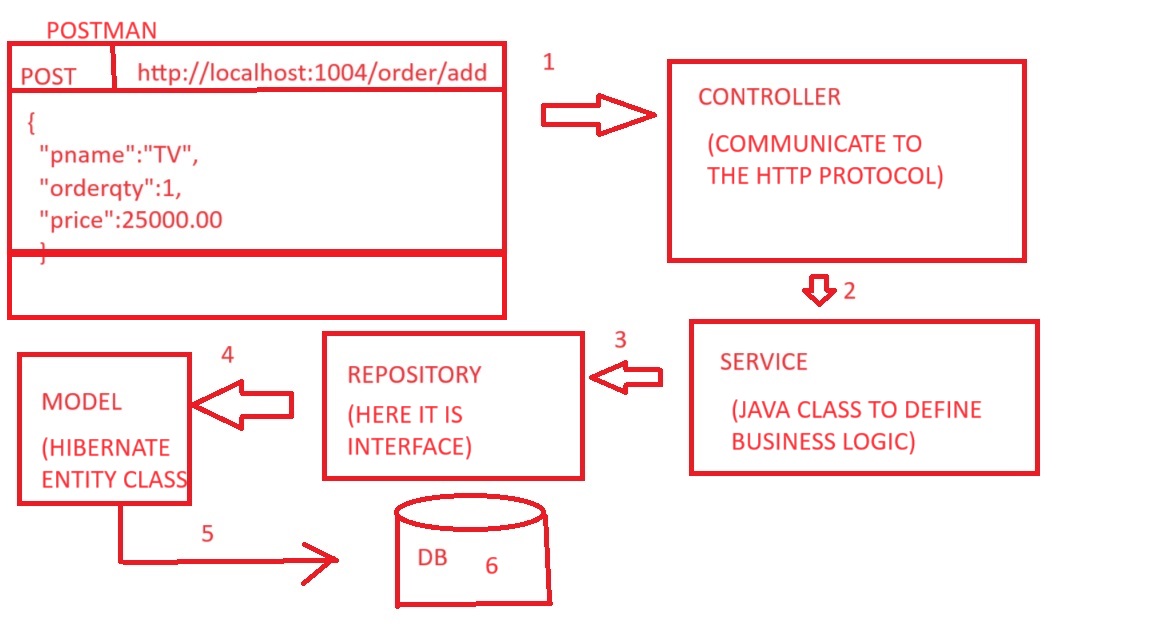 POSTMAN
POST
http://localhost:1004/order/add
{
"pname":"TV",
"orderqty":1,
"price":25000.00
}
1
CONTROLLER
(COMMUNICATE TO
THE HTTP PROTOCOL)
2
SERVICE
(JAVA CLASS TO DEFINE
BUSINESS LOGIC)
3
REPOSITORY
(HERE IT IS
INTERFACE)
4
MODEL
(HIBERNATE
ENTITY CLASS
5
DB
6